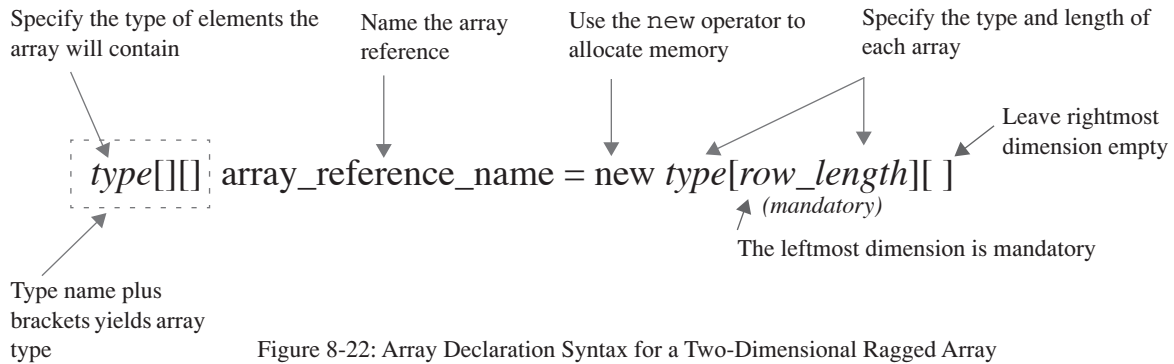 Specify the type of elements the
array will contain
Name the array
reference
Use the new operator to
allocate memory
Specify the type and length of
each array
Leave rightmost
dimension empty
type[][] array_reference_name = new type[row_length][ ]
(mandatory)
The leftmost dimension is mandatory
Type name plus
brackets yields array
type
Figure 8-22: Array Declaration Syntax for a Two-Dimensional Ragged Array